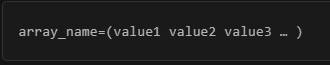 array_name=(value1 value2 value3 … )